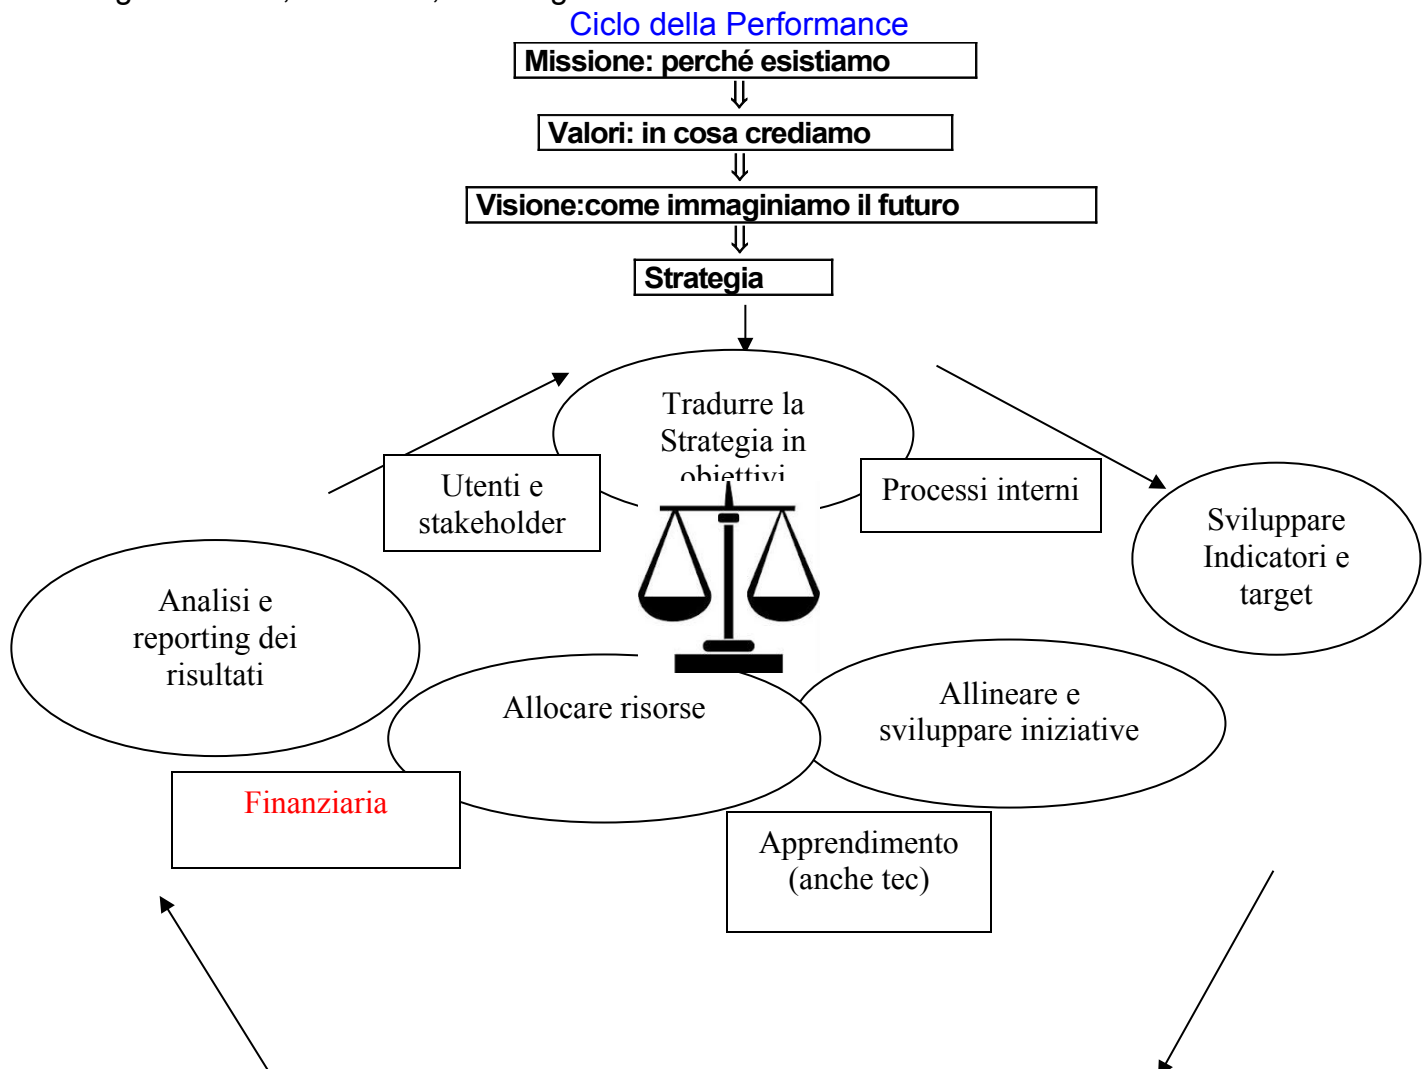 Ciclo della Performance
Missione: perché esistiamo
Valori: in cosa crediamo
Visione:come immaginiamo il futuro
Strategia
Tradurre la
Strategia in
obiettivi
Utenti e
stakeholder
Processi interni
Sviluppare
Indicatori e
target
Analisi e
reporting dei
risultati
Allocare risorse
Allineare e
sviluppare iniziative
Finanziaria
Apprendimento
(anche tec)